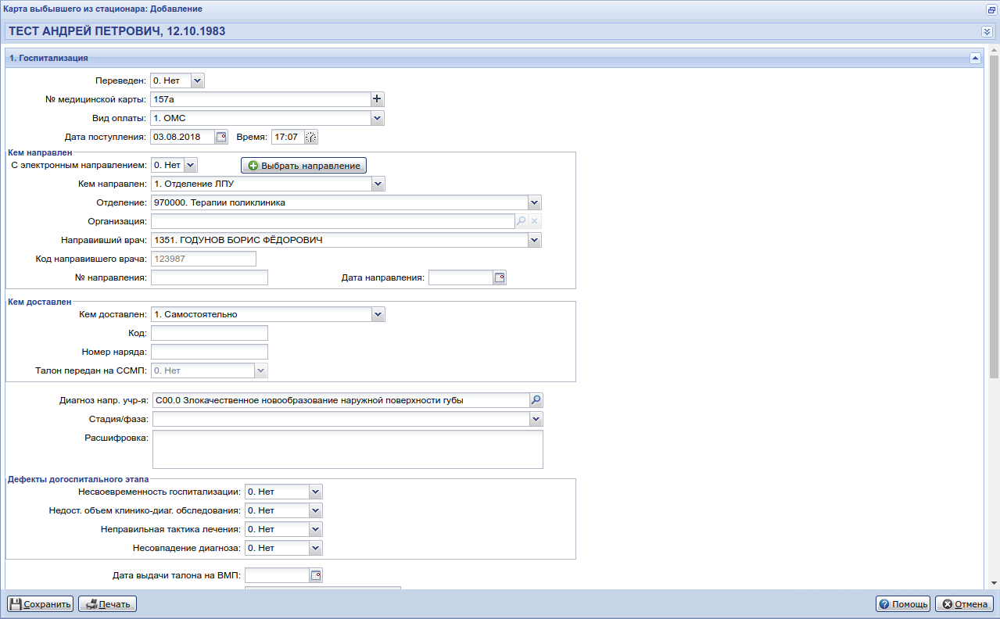 Карта выбывшего из стационара: Добавление
ТЕСТ АНДРЕЙ ПЕТРОВИЧ, 12.10.1983
1. Госпитализация
Переведен: 0. Нет
№ медицинской карты: 157а
Вид оплаты: 1. ОМС
Дата поступления: 03.08.2018 Время: 17:07
Кем направлен
С электронным направлением: 0. Нет Выбрать направление
Кем направлен: 1. Отделение ЛПУ
Отделение: 970000. Терапии поликлиника
Организация:
Направивший врач: 1351. ГОДУНОВ БОРИС ФЁДОРОВИЧ
Код направившего врача: 123987
№ направления: Дата направления:
Кем доставлен
Кем доставлен: 1. Самостоятельно
Код:
Номер наряда:
Талон передан на ССМП: 0. Нет
Диагноз напр. учр-я: C00.0 Злокачественное новообразование наружной поверхности губы
Стадия/фаза:
Расшифровка:
Дефекты догоспитального этапа
Несвоевременность госпитализации: 0. Нет
Недост. объем клинико-диаг. обследования: 0. Нет
Неправильная тактика лечения: 0. Нет
Несовпадение диагноза: 0. Нет
Дата выдачи талона на ВМП:
Сохранить Печать Помощь Отмена